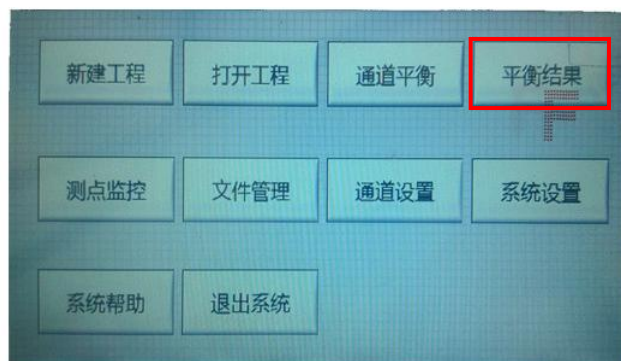 新建工程 打开工程 通道平衡 平衡结果
测点监控 文件管理 通道设置 系统设置
系统帮助 退出系统